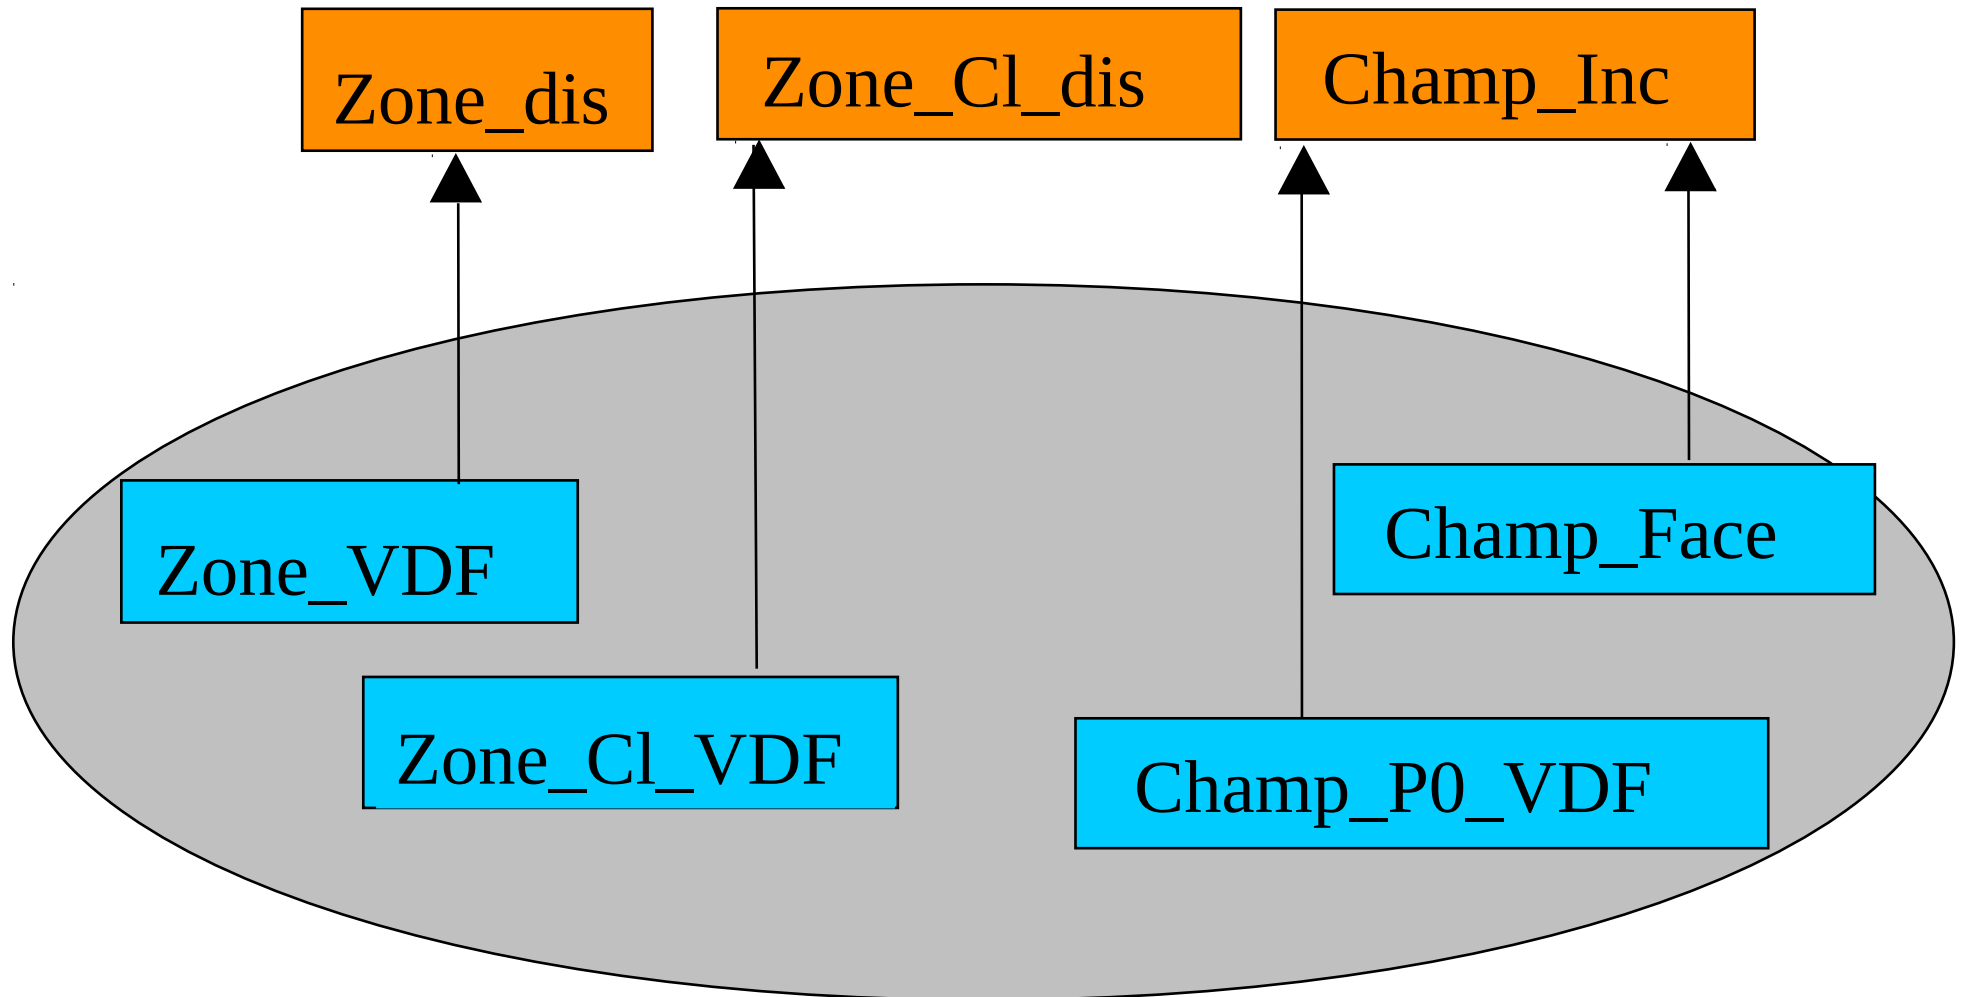 Zone_dis
Zone_Cl_dis
Champ_Inc
Zone_VDF
Champ_Face
Zone_Cl_VDF
Champ_P0_VDF